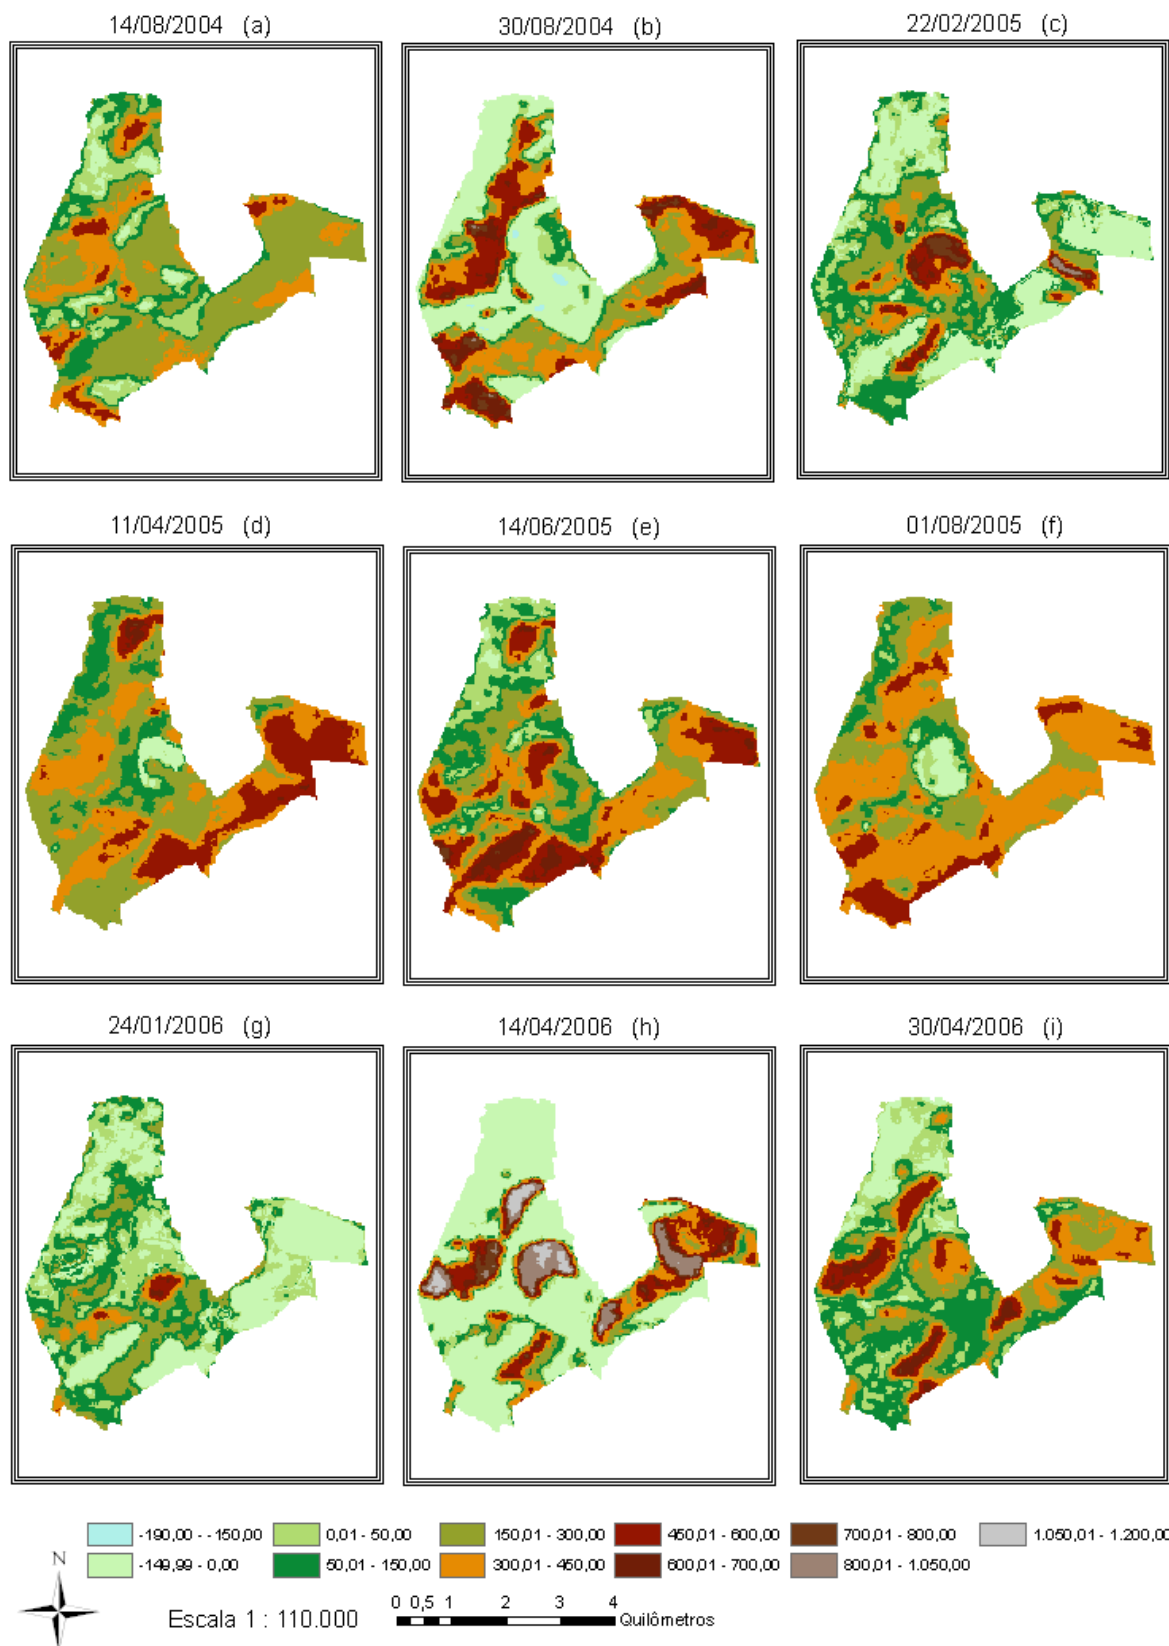 14/08/2004 (a)
30/08/2004 (b)
22/02/2005 (c)
11/04/2005 (d)
14/06/2005 (e)
01/08/2005 (f)
24/01/2006 (g)
14/04/2006 (h)
30/04/2006 (i)
-190,00 - -150,00
0,01 - 50,00
150,01 - 300,00
450,01 - 600,00
700,01 - 800,00
1.050,01 - 1.200,00
-149,99 - 0,00
50,01 - 150,00
300,01 - 450,00
600,01 - 700,00
800,01 - 1.050,00
N
Escala 1 : 110.000
0 0,5 1 2 3 4
Quilômetros